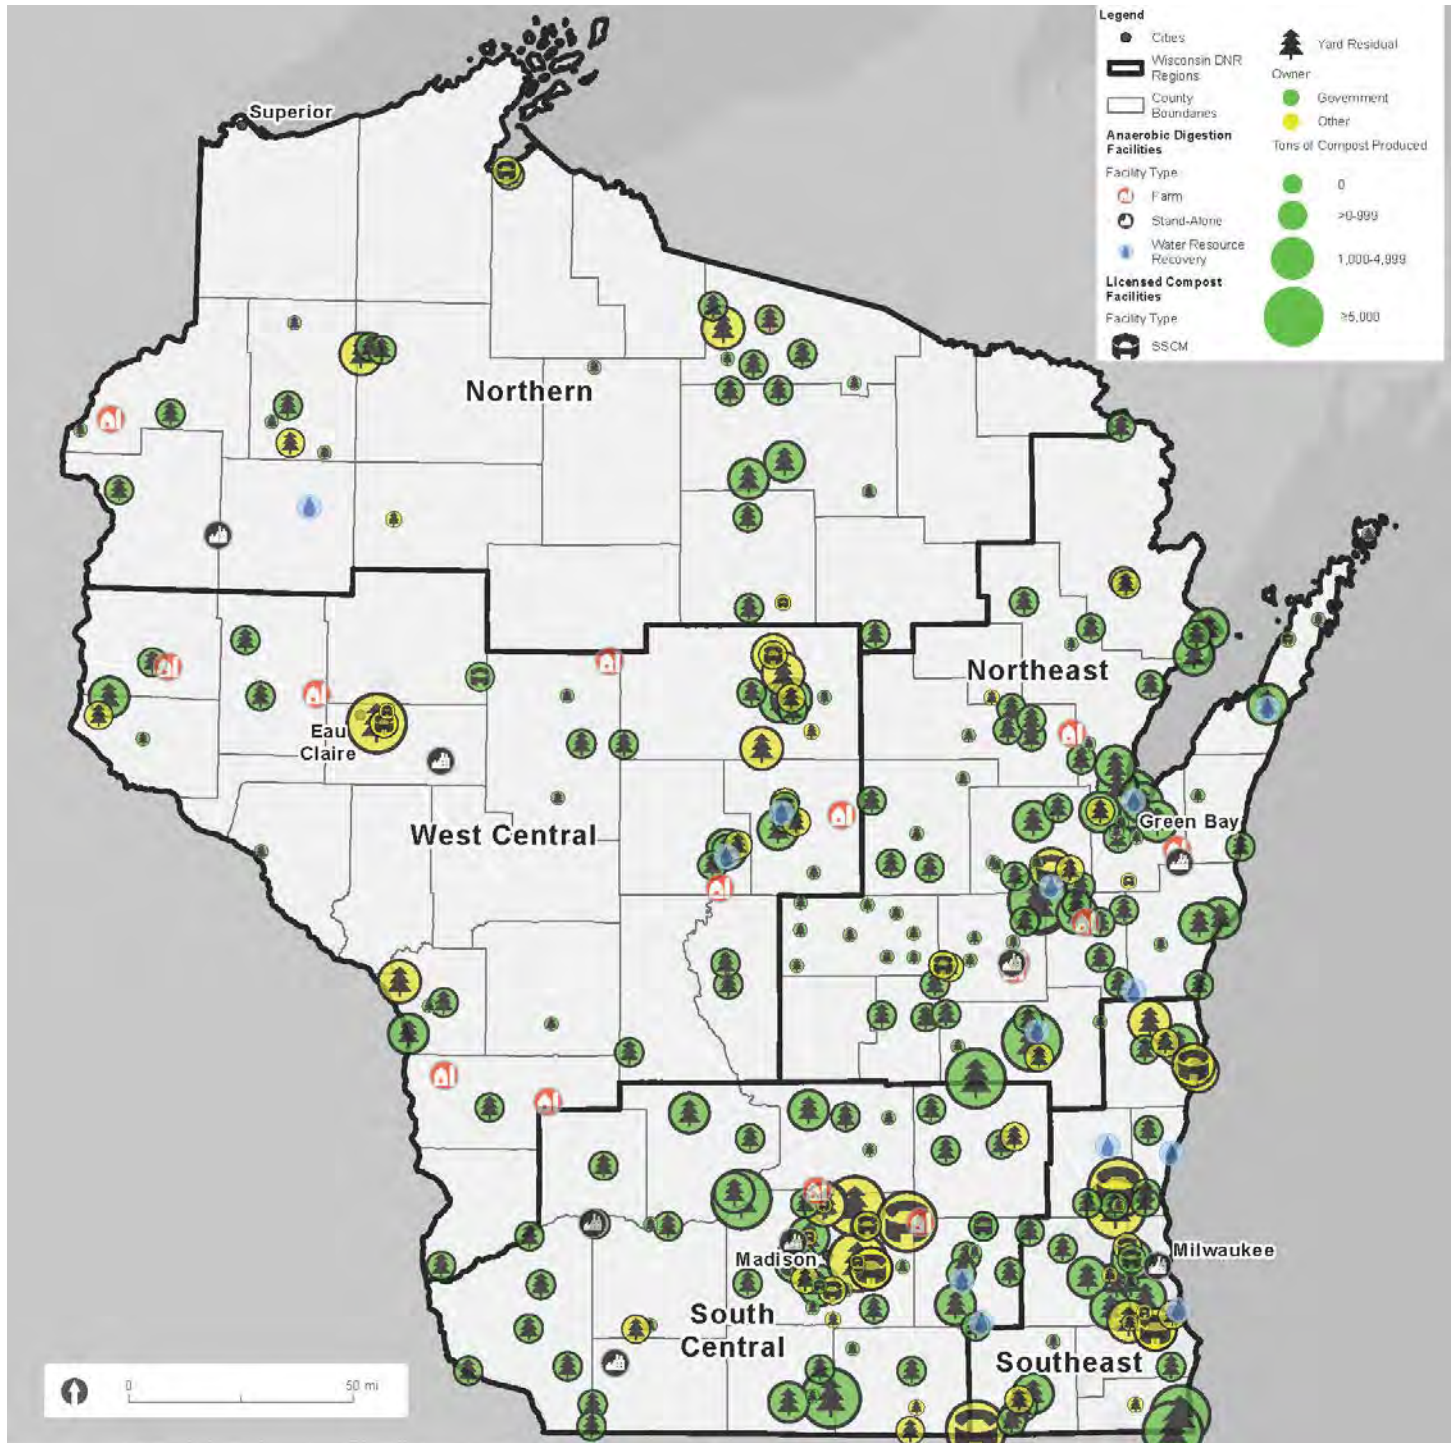 Legend
Cities
Wisconsin DNR
Regions
County
Boundaries
Anaerobic Digestion
Facilities
Facility Type
Farm
Stand-Alone
Water Resource
Recovery
Licensed Compost
Facilities
Facility Type
SSCM
Yard Residual
Owner
Government
Other
Tons of Compost Produced
0
>0-999
1,000-4,999
≥5,000
Superior
Northern
Northeast
Eau
Claire
West Central
Green Bay
Madison
Milwaukee
South
Central
Southeast
0
50 mi